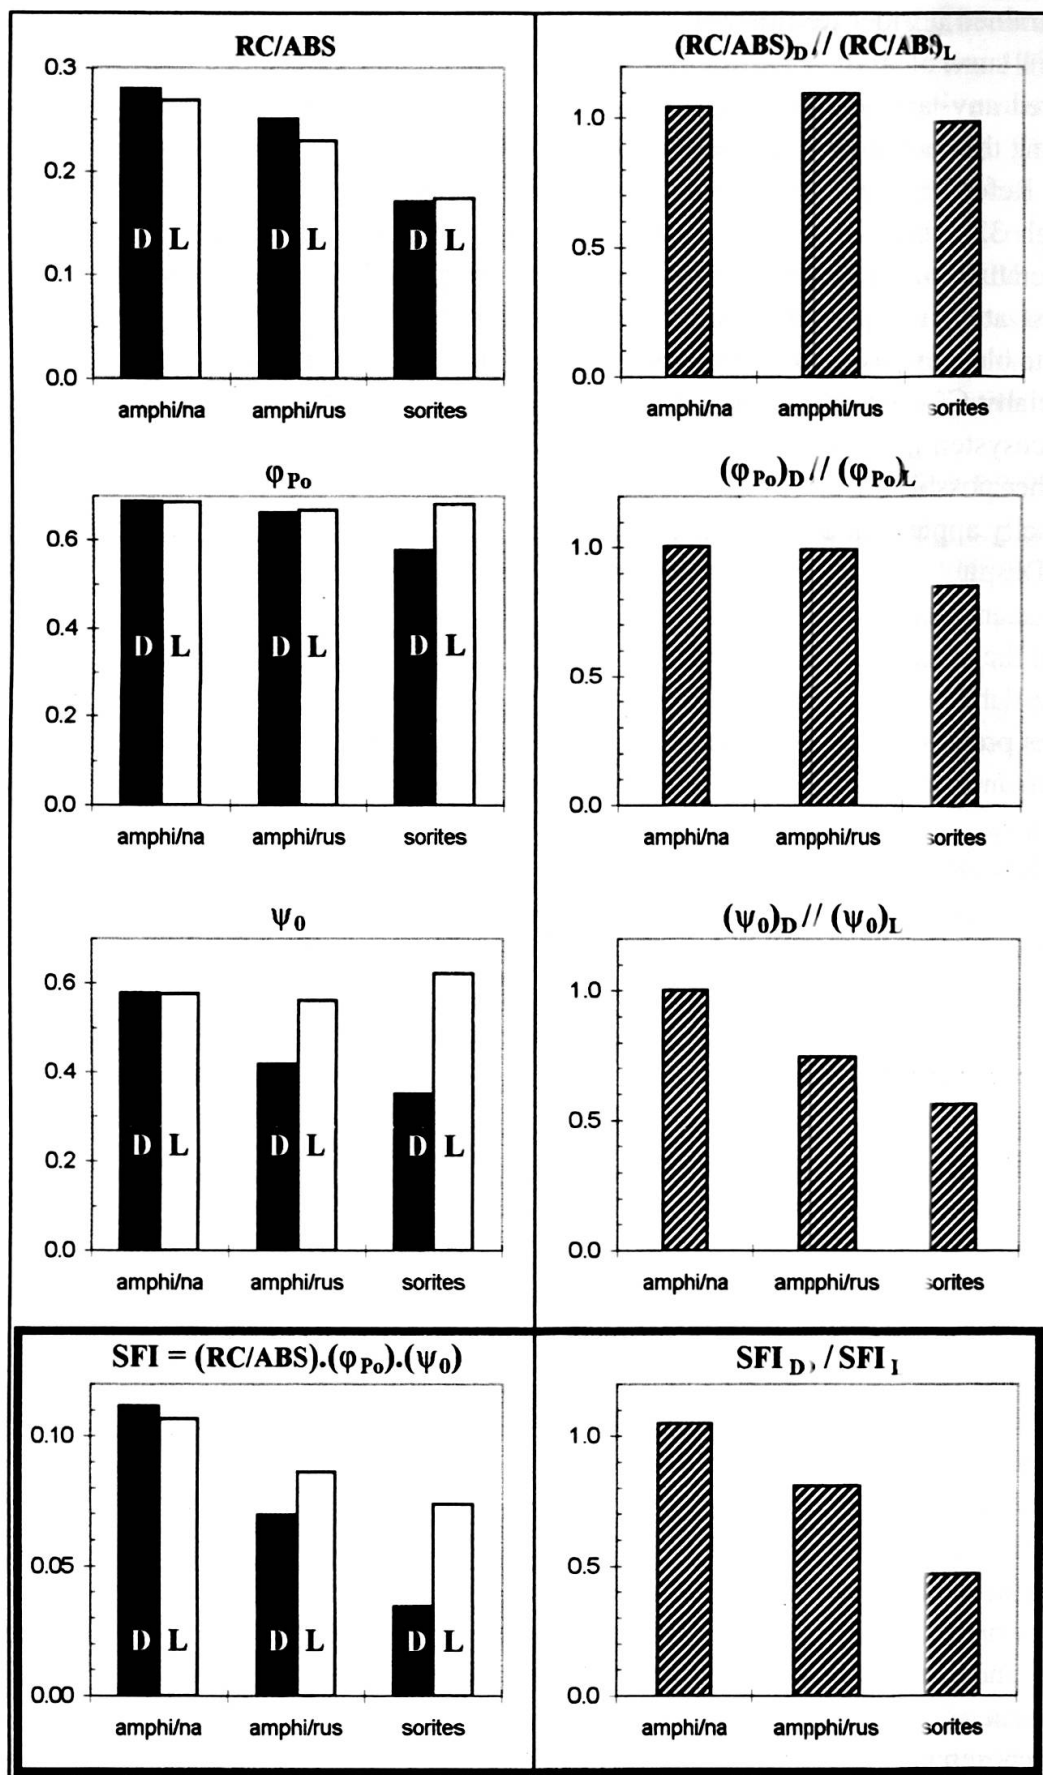 RC/ABS
0.3
0.2
0.1
0.0
D L D L D L
amphi/na amphi/rus sorites
(RC/ABS)D // (RC/ABS)L
1.0
0.5
0.0
amphi/na ampphi/rus sorites
φPo
0.6
0.4
0.2
0.0
D L D L D L
amphi/na amphi/rus sorites
(φPo)D // (φPo)L
1.0
0.5
0.0
amphi/na ampphi/rus sorites
ψ0
0.6
0.4
0.2
0.0
D L D L D L
amphi/na amphi/rus sorites
(ψ0)D // (ψ0)L
1.0
0.5
0.0
amphi/na ampphi/rus sorites
SFI = (RC/ABS).(φPo).(ψ0)
0.10
0.05
0.00
D L D L D L
amphi/na amphi/rus sorites
SFI D / SFI
1.0
0.5
0.0
amphi/na ampphi/rus sorites